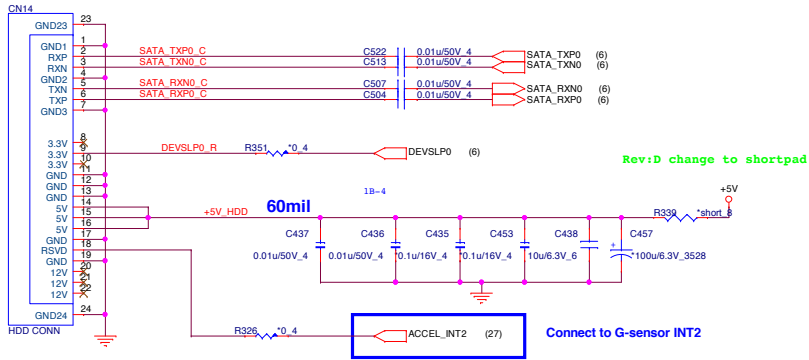 CN14
GND23 23
GND1 1
RXP 2 SATA_TXP0_C C522 0.01u/50V_4 SATA_TXP0 (6)
RXN 3 SATA_TXN0_C C513 0.01u/50V_4 SATA_TXN0 (6)
GND2 4
TXN 5 SATA_RXN0_C C507 0.01u/50V_4 SATA_RXN0 (6)
TXP 6 SATA_RXP0_C C504 0.01u/50V_4 SATA_RXP0 (6)
GND3 7
3.3V 8
3.3V 9 DEVSLP0_R R351 *0_4 DEVSLP0 (6)
3.3V 10
Rev:D change to shortpad
GND 11
GND 12
GND 13
5V 14
5V 15 +5V_HDD 60mil 1B-4 +5V
5V 16
R339 *short_8
GND 17
RSVD 18
GND 19
12V 20
12V 21
12V 22
C437 C436 C435 C453 C438 C457
0.01u/50V_4 0.01u/50V_4 *0.1u/16V_4 *0.1u/16V_4 10u/6.3V_6 + *100u/6.3V_3528
GND24 24
HDD CONN
R326 *0_4 ACCEL_INT2 (27) Connect to G-sensor INT2